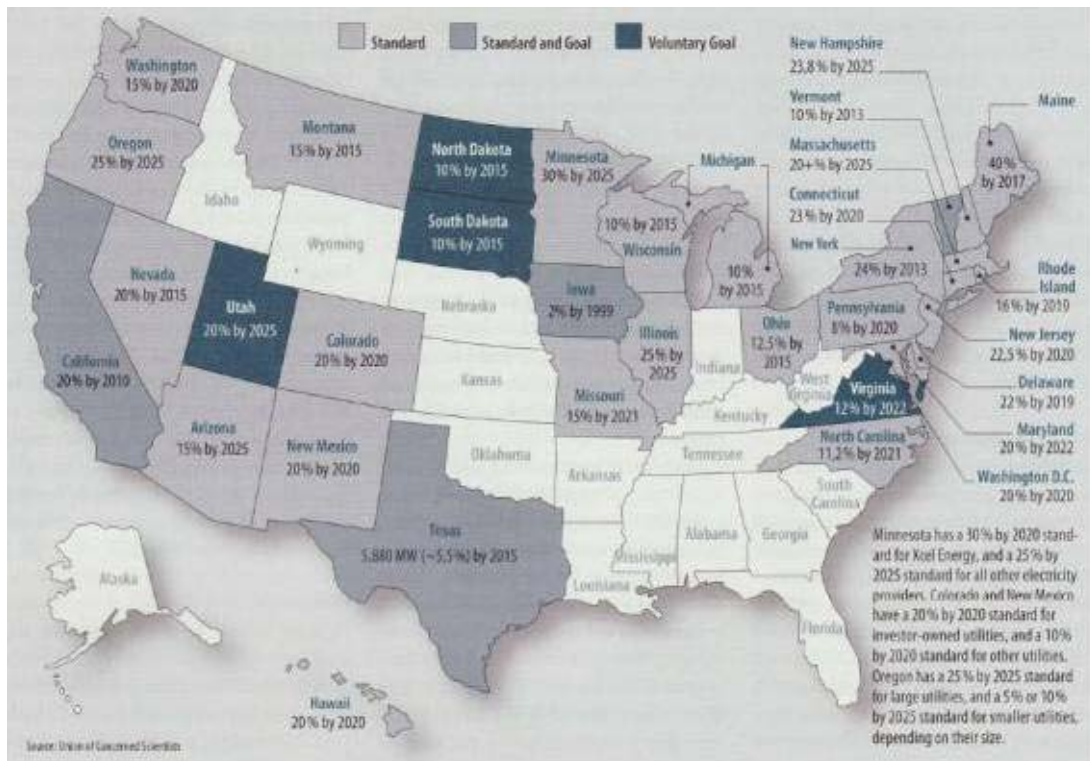 Standard
Standard and Goal
Voluntary Goal
Washington
15% by 2020
Oregon
25% by 2025
California
20% by 2010
Nevada
20% by 2015
Idaho
Montana
15% by 2015
Wyoming
Utah
20% by 2025
Arizona
15% by 2025
Colorado
20% by 2020
New Mexico
20% by 2020
North Dakota
10% by 2015
South Dakota
10% by 2015
Nebraska
Kansas
Oklahoma
Texas
5,880 MW (~5,5%) by 2015
Minnesota
30% by 2025
Iowa
2% by 1999
Missouri
15% by 2021
Arkansas
Louisiana
10% by 2015
Wisconsin
Illinois
25% by
2025
Michigan
10%
by 2015
Indiana
Ohio
12.5% by
2015
Kentucky
Tennessee
Mississippi
Alabama
Georgia
Florida
South
Carolina
North Carolina
11,2% by 2021
West
Virginia
Virginia
12% by 2022
Pennsylvania
8% by 2020
New York
24% by 2013
New Hampshire
23,8% by 2025
Vermont
10% by 2013
Massachusetts
20+% by 2025
Connecticut
23% by 2020
Maine
40%
by 2017
Rhode
Island
16% by 2019
New Jersey
22,5% by 2020
Delaware
22% by 2019
Maryland
20% by 2022
Washington D.C.
20% by 2020
Alaska
Hawaii
20% by 2020
Minnesota has a 30% by 2020 stand-
ard for Xcel Energy, and a 25% by
2025 standard for all other electricity
providers. Colorado and New Mexico
have a 20% by 2020 standard for
investor-owned utilities, and a 10%
by 2020 standard for other utilities.
Oregon has a 25% by 2025 standard
for large utilities, and a 5% or 10%
by 2025 standard for smaller utilities,
depending on their size.
Source: Union of Concerned Scientists